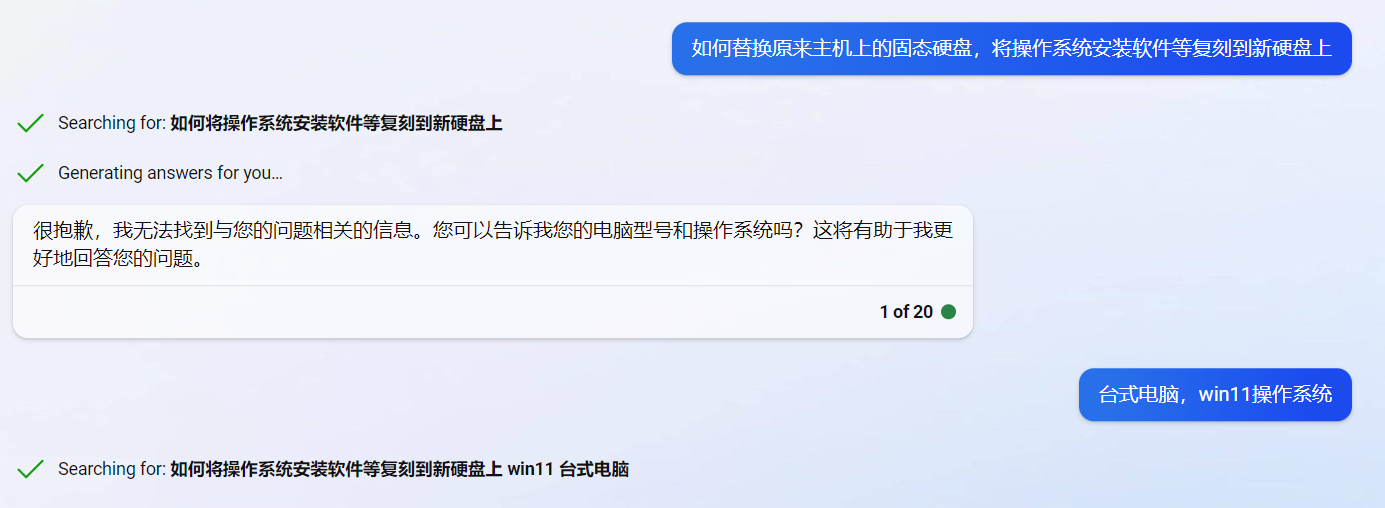 如何替换原来主机上的固态硬盘，将操作系统安装软件等复刻到新硬盘上
Searching for: 如何将操作系统安装软件等复刻到新硬盘上
Generating answers for you…
很抱歉，我无法找到与您的问题相关的信息。您可以告诉我您的电脑型号和操作系统吗？这将有助于我更
好地回答您的问题。
1 of 20
台式电脑，win11操作系统
Searching for: 如何将操作系统安装软件等复刻到新硬盘上 win11 台式电脑